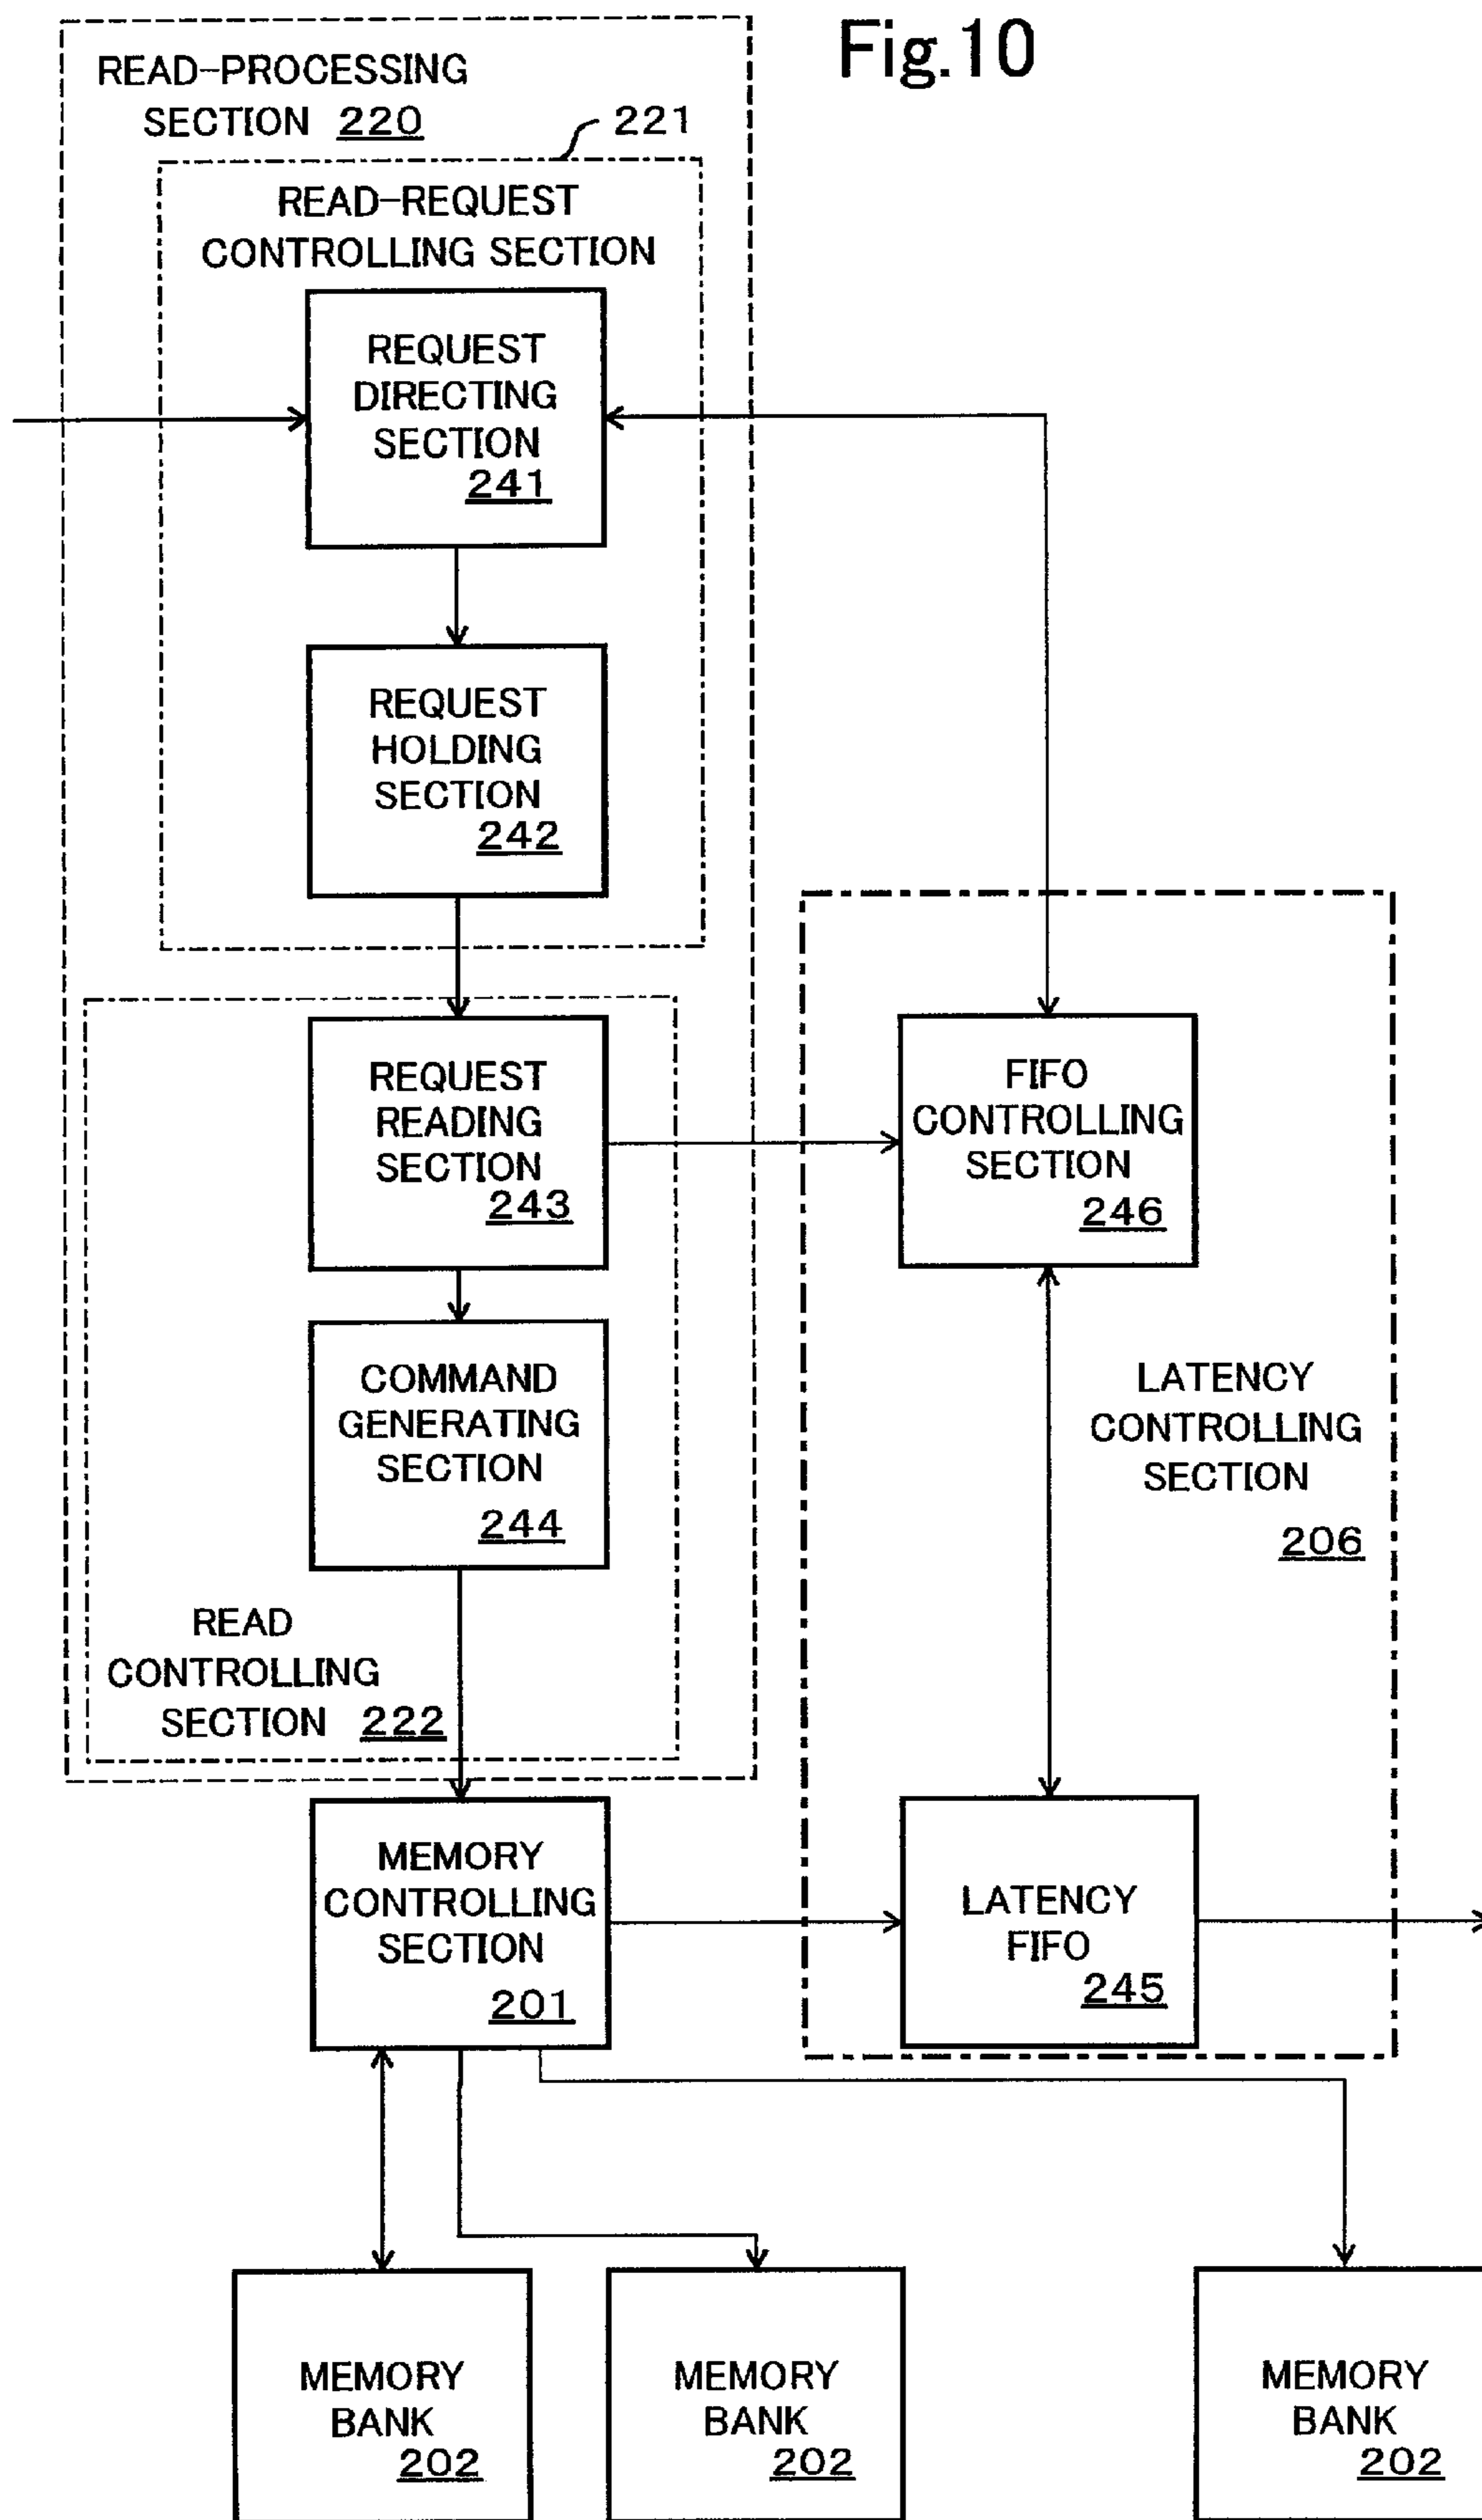 Fig.10
READ-PROCESSING
SECTION 220
221
READ-REQUEST
CONTROLLING SECTION
REQUEST
DIRECTING
SECTION
241
REQUEST
HOLDING
SECTION
242
REQUEST
READING
SECTION
243
FIFO
CONTROLLING
SECTION
246
COMMAND
GENERATING
SECTION
244
LATENCY
CONTROLLING
SECTION
206
READ
CONTROLLING
SECTION 222
MEMORY
CONTROLLING
SECTION
201
LATENCY
FIFO
245
MEMORY
BANK
202
MEMORY
BANK
202
MEMORY
BANK
202